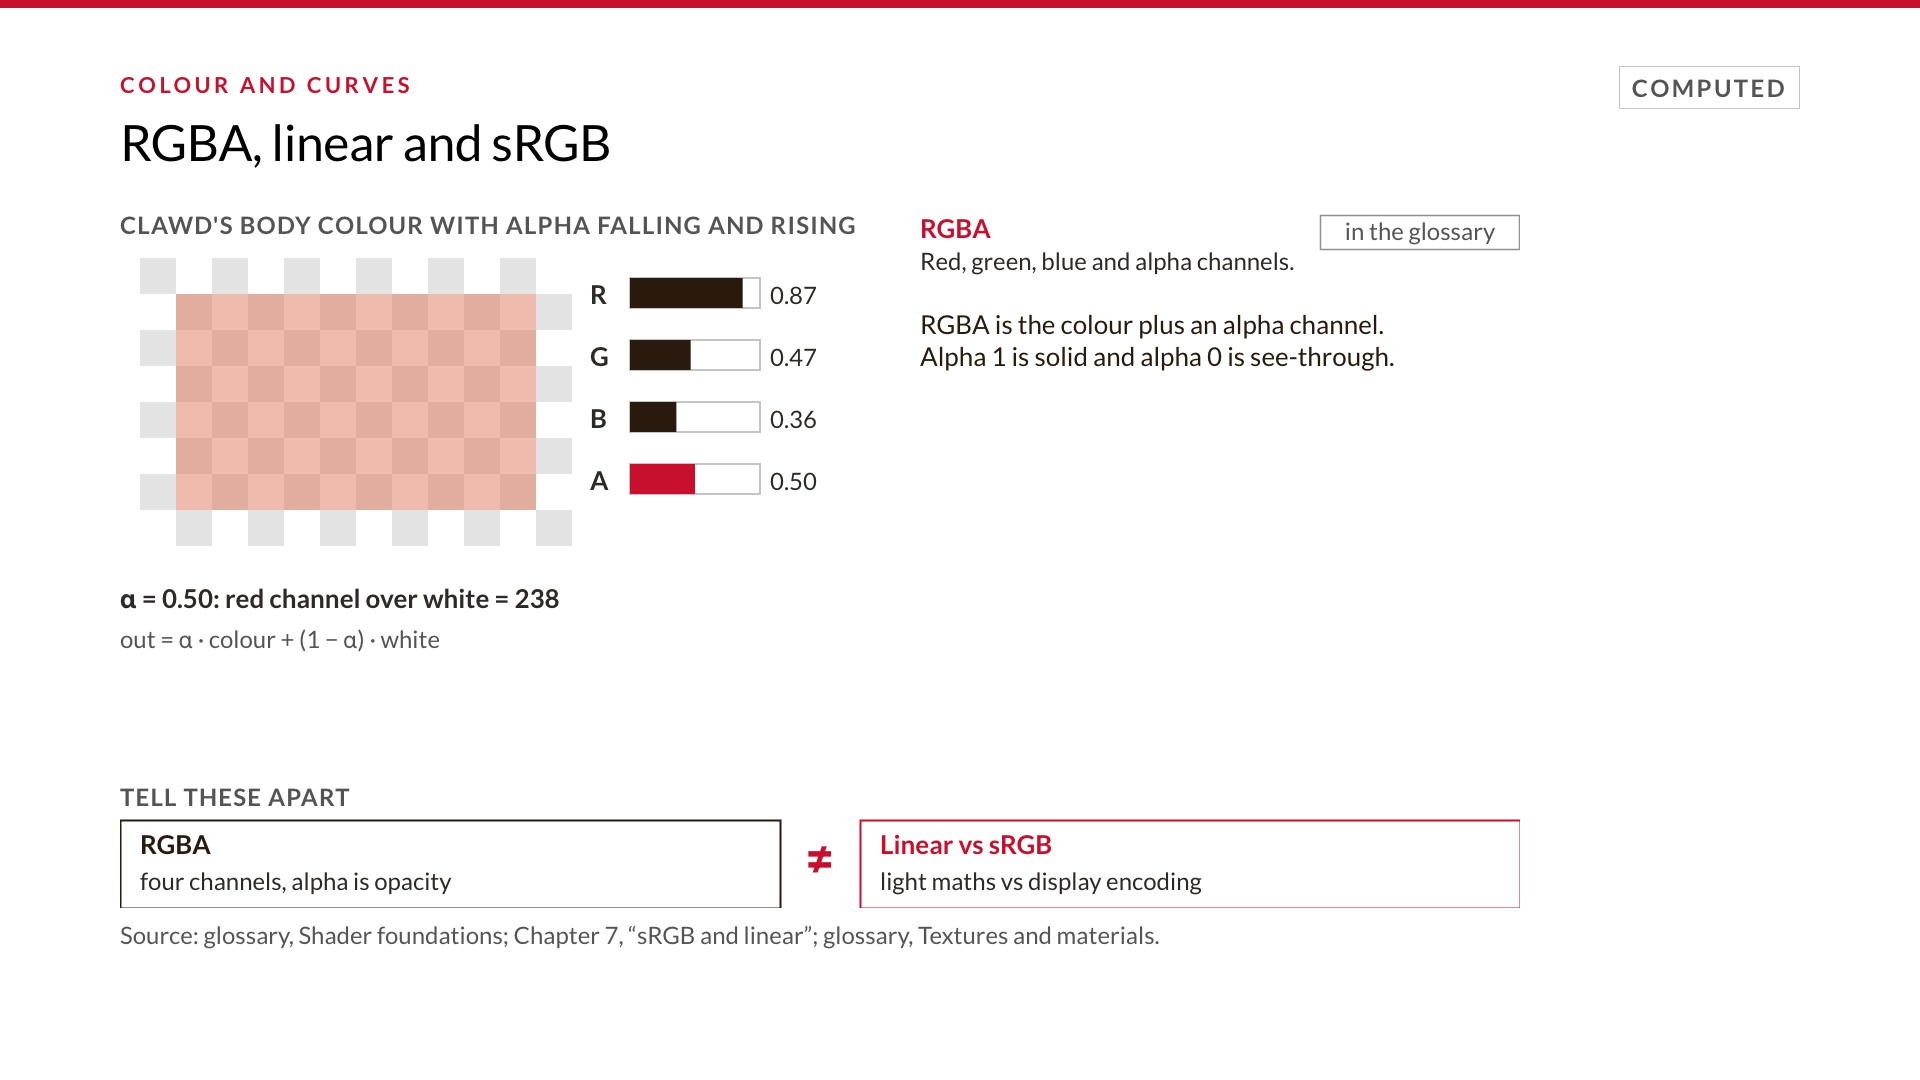 COLOUR AND CURVES
COMPUTED
RGBA, linear and sRGB
CLAWD'S BODY COLOUR WITH ALPHA FALLING AND RISING
R 0.87
G 0.47
B 0.36
A 0.50
α = 0.50: red channel over white = 238
out = α · colour + (1 − α) · white
RGBA
in the glossary
Red, green, blue and alpha channels.
RGBA is the colour plus an alpha channel.
Alpha 1 is solid and alpha 0 is see-through.
TELL THESE APART
RGBA
four channels, alpha is opacity
≠
Linear vs sRGB
light maths vs display encoding
Source: glossary, Shader foundations; Chapter 7, “sRGB and linear”; glossary, Textures and materials.